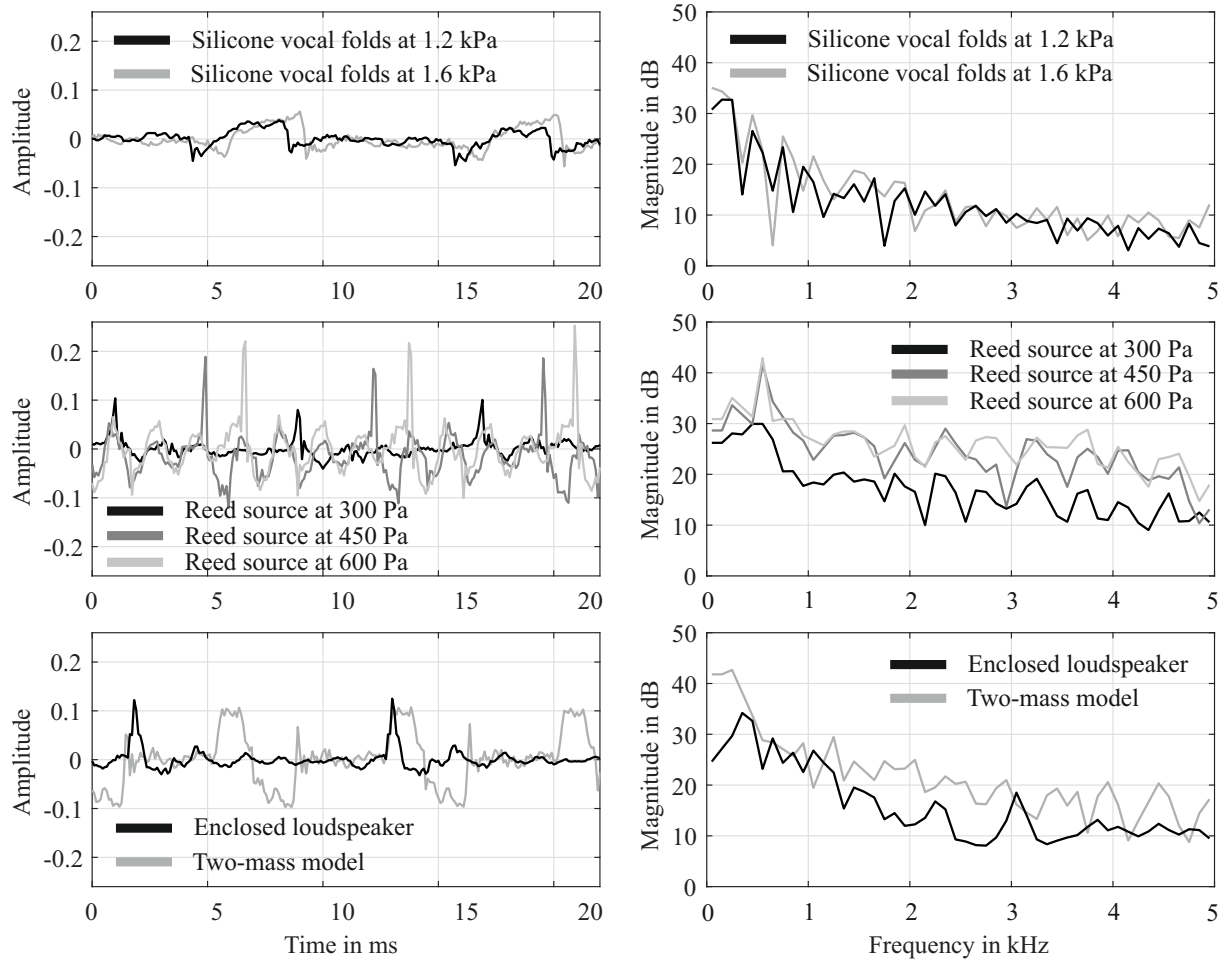 0.2
0.1
0
-0.1
-0.2
Amplitude
Silicone vocal folds at 1.2 kPa
Silicone vocal folds at 1.6 kPa
0 5 10 15 20
50
40
30
20
10
0
Magnitude in dB
Silicone vocal folds at 1.2 kPa
Silicone vocal folds at 1.6 kPa
0 1 2 3 4 5
0.2
0.1
0
-0.1
-0.2
Amplitude
Reed source at 300 Pa
Reed source at 450 Pa
Reed source at 600 Pa
0 5 10 15 20
50
40
30
20
10
0
Magnitude in dB
Reed source at 300 Pa
Reed source at 450 Pa
Reed source at 600 Pa
0 1 2 3 4 5
0.2
0.1
0
-0.1
-0.2
Amplitude
Enclosed loudspeaker
Two-mass model
0 5 10 15 20
Time in ms
50
40
30
20
10
0
Magnitude in dB
Enclosed loudspeaker
Two-mass model
0 1 2 3 4 5
Frequency in kHz